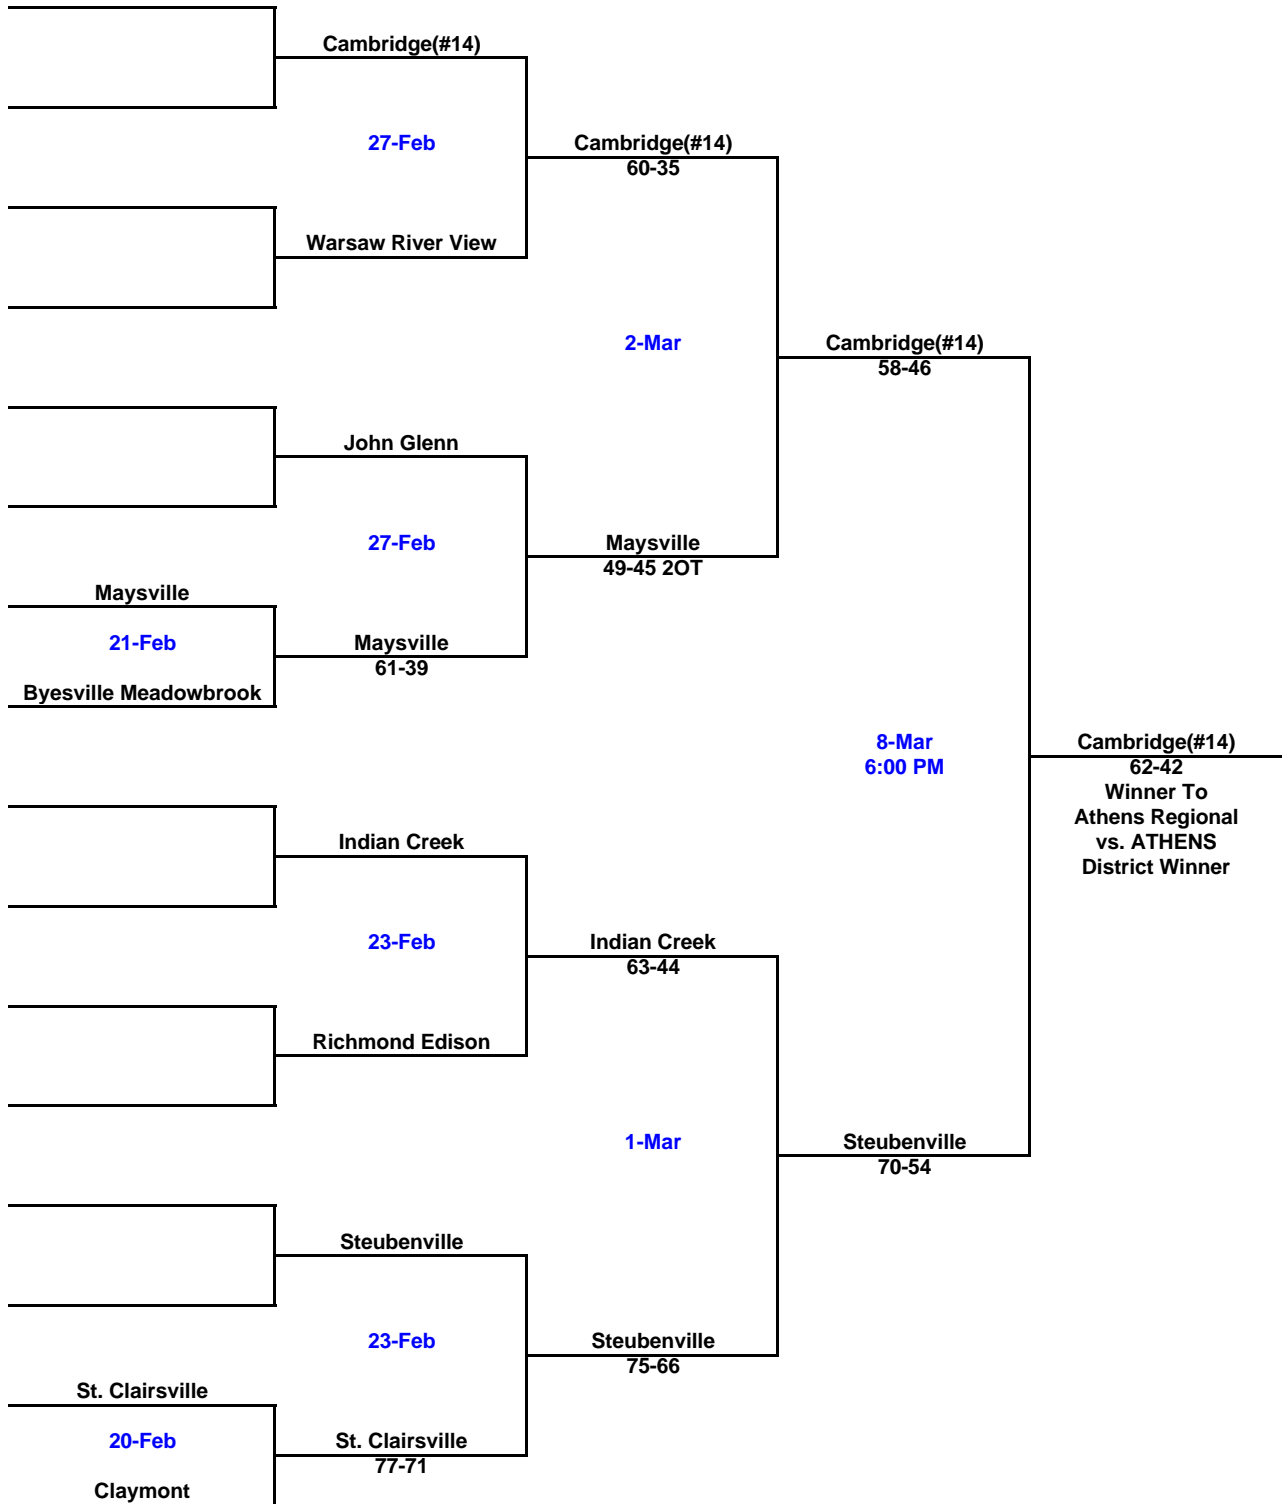 Cambridge(#14)
27-Feb
Cambridge(#14)
60-35
Warsaw River View
2-Mar
Cambridge(#14)
58-46
John Glenn
27-Feb
Maysville
49-45 2OT
Maysville
21-Feb
Maysville
61-39
Byesville Meadowbrook
8-Mar
6:00 PM
Cambridge(#14)
62-42
Winner To
Athens Regional
vs. ATHENS
District Winner
Indian Creek
23-Feb
Indian Creek
63-44
Richmond Edison
1-Mar
Steubenville
70-54
Steubenville
23-Feb
Steubenville
75-66
St. Clairsville
20-Feb
St. Clairsville
77-71
Claymont